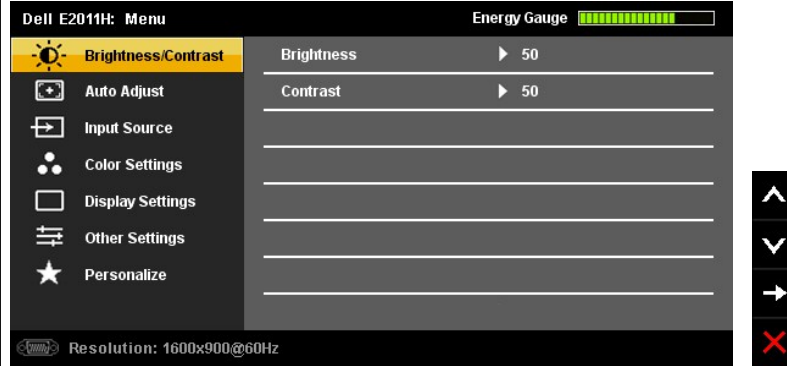 Dell E2011H: Menu Energy Gauge
Brightness/Contrast Brightness 50
Auto Adjust Contrast 50
Input Source
Color Settings
Display Settings
Other Settings
Personalize
Resolution: 1600x900@60Hz